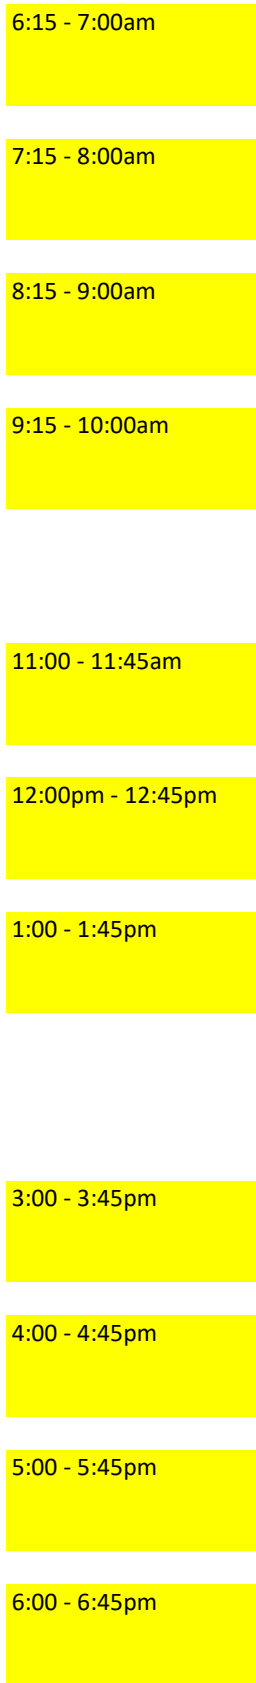 6:15 - 7:00am
7:15 - 8:00am
8:15 - 9:00am
9:15 - 10:00am
11:00 - 11:45am
12:00pm - 12:45pm
1:00 - 1:45pm
3:00 - 3:45pm
4:00 - 4:45pm
5:00 - 5:45pm
6:00 - 6:45pm